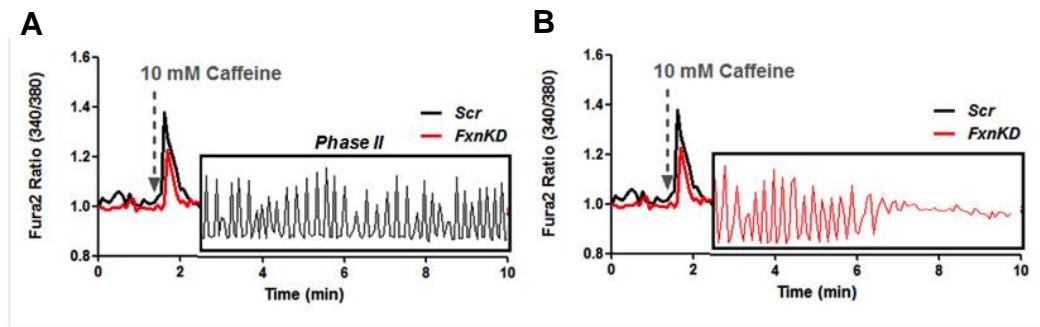 A
Fura2 Ratio (340/380)
1.6
1.4
1.2
1.0
0.8
10 mM Caffeine
Scr
FxnKD
Phase II
0 2 4 6 8 10
Time (min)
B
Fura2 Ratio (340/380)
1.6
1.4
1.2
1.0
0.8
10 mM Caffeine
Scr
FxnKD
0 2 4 6 8 10
Time (min)